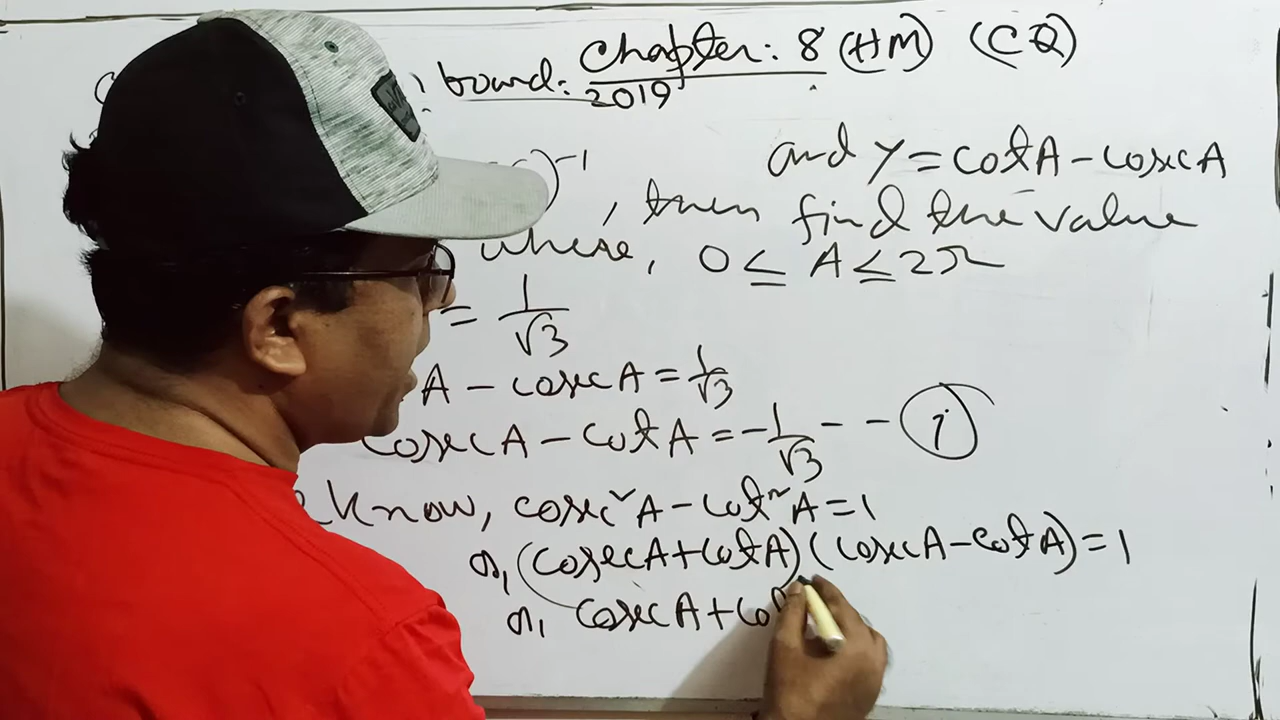 Chapter: 8 (HM) (CQ)
board: 2019
)⁻¹ and y = cotA - cosecA
, then find the value
where, 0 ≤ A ≤ 2π
= 1/√3
A - cosecA = 1/√3
cosecA - cotA = -1/√3 - - (i)
know, cosec²A - cot²A = 1
or, (cosecA + cotA)(cosecA - cotA) = 1
or, cosecA + co